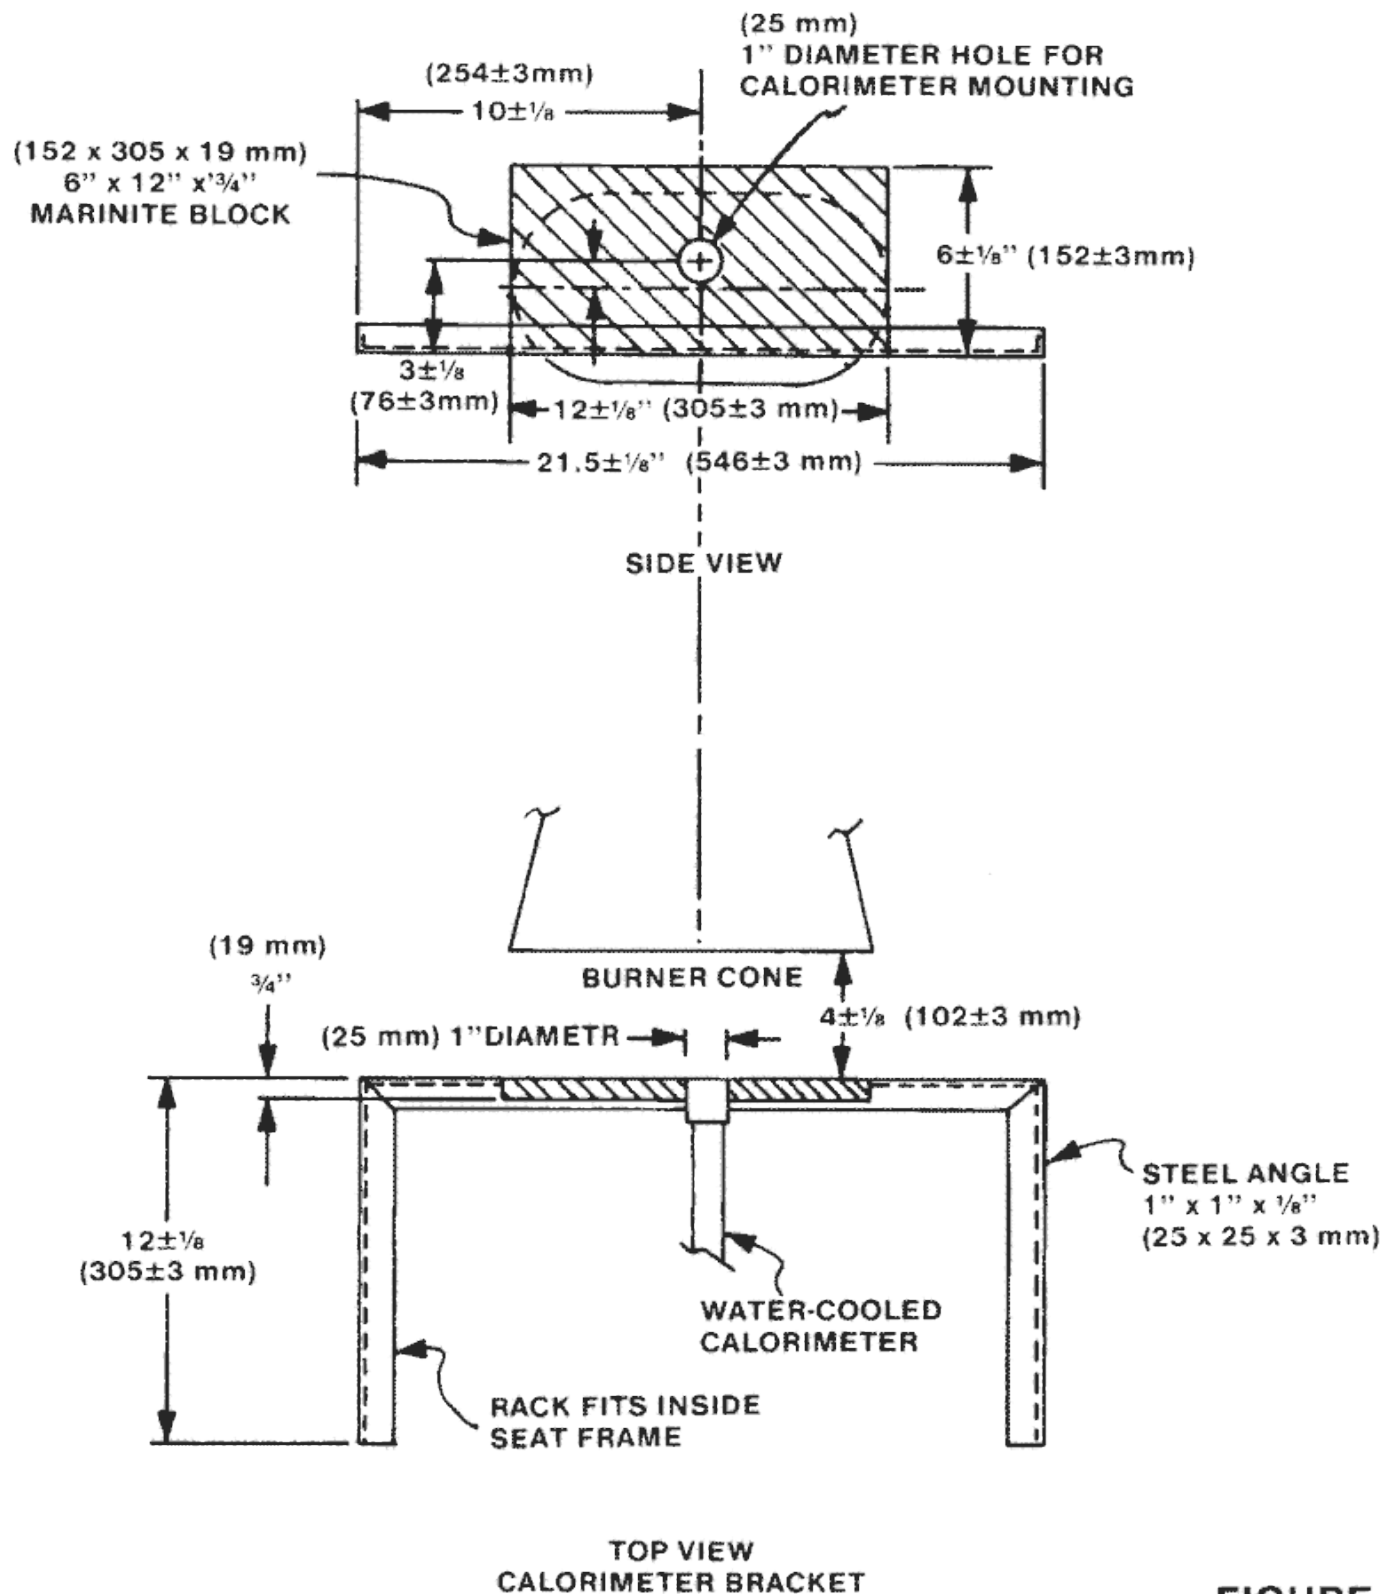 (25 mm)
1" DIAMETER HOLE FOR
CALORIMETER MOUNTING
(254±3mm)
10±⅛
(152 x 305 x 19 mm)
6" x 12" x'¾"
MARINITE BLOCK
6±⅛" (152±3mm)
3±⅛
(76±3mm)
12±⅛" (305±3 mm)
21.5±⅛" (546±3 mm)
SIDE VIEW
(19 mm)
¾"
BURNER CONE
4±⅛ (102±3 mm)
(25 mm) 1"DIAMETR
STEEL ANGLE
1" x 1" x ⅛"
(25 x 25 x 3 mm)
12±⅛
(305±3 mm)
WATER-COOLED
CALORIMETER
RACK FITS INSIDE
SEAT FRAME
TOP VIEW
CALORIMETER BRACKET
FIGURE